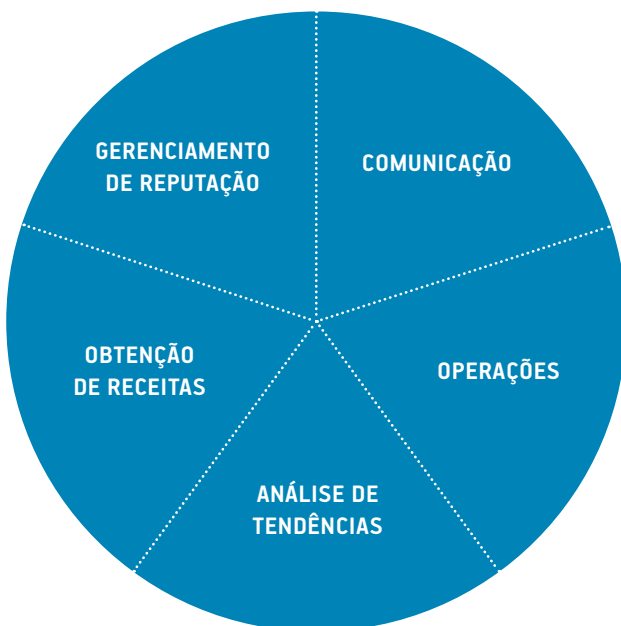 GERENCIAMENTO
DE REPUTAÇÃO
COMUNICAÇÃO
OBTENÇÃO
DE RECEITAS
OPERAÇÕES
ANÁLISE DE
TENDÊNCIAS